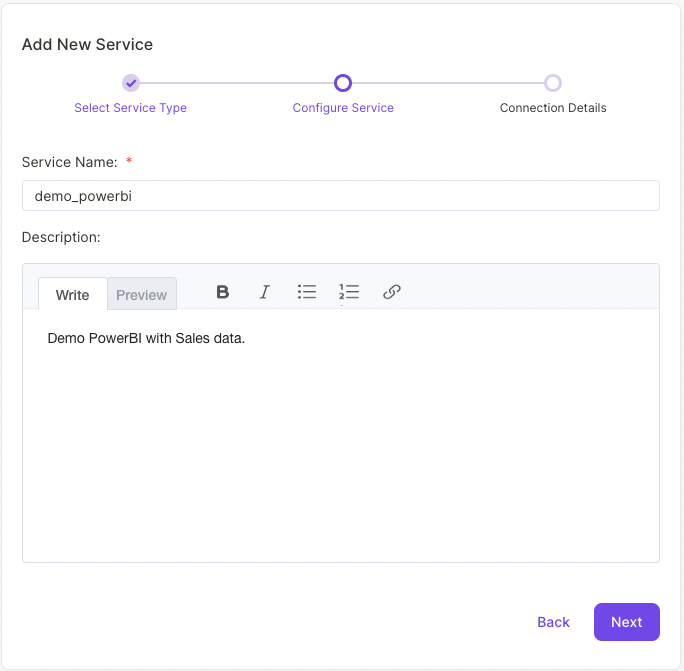 Add New Service
Select Service Type
Configure Service
Connection Details
Service Name: *
demo_powerbi
Description:
Write
Preview
B I
Demo PowerBI with Sales data.
Back
Next